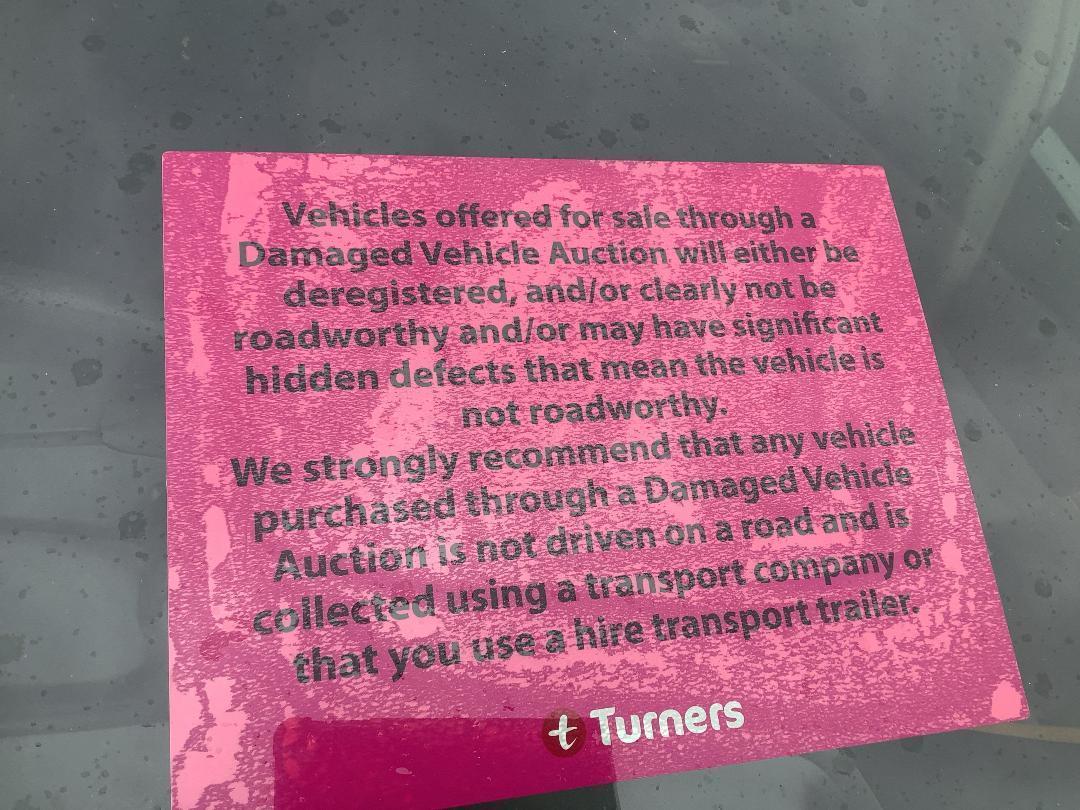 Vehicles offered for sale through a
Damaged Vehicle Auction will either be
deregistered, and/or clearly not be
roadworthy and/or may have significant
hidden defects that mean the vehicle is
not roadworthy.
We strongly recommend that any vehicle
purchased through a Damaged Vehicle
Auction is not driven on a road and is
collected using a transport company or
that you use a hire transport trailer.
t Turners